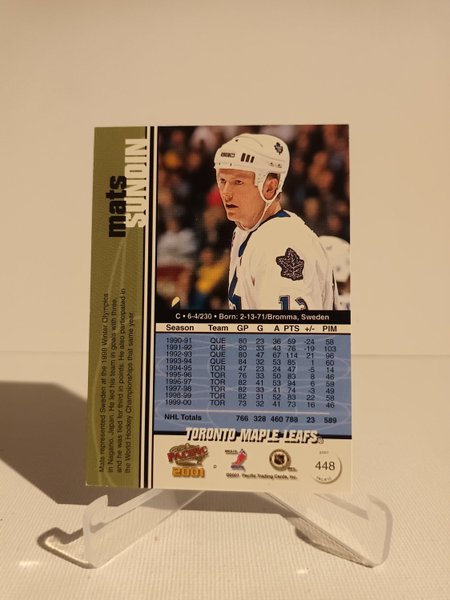 mats
SUNDIN
Mats represented Sweden at the 1998 Winter Olympics
in Nagano, Japan. He led his team in goals with three,
and he was tied for third in points. He also participated in
the World Hockey Championships that same year.
C • 6-4/230 • Born: 2-13-71/Bromma, Sweden
Season Team GP G A PTS +/- PIM
1990-91 QUE 80 23 36 59 -24 58
1991-92 QUE 80 33 43 76 -19 103
1992-93 QUE 80 47 67 114 21 96
1993-94 QUE 84 32 53 85 1 60
1994-95 TOR 47 23 24 47 -5 14
1995-96 TOR 76 33 50 83 8 46
1996-97 TOR 82 41 53 94 6 59
1997-98 TOR 82 33 41 74 -3 49
1998-99 TOR 82 31 52 83 22 58
1999-00 TOR 73 32 41 73 16 46
NHL Totals 766 328 460 788 23 589
TORONTO MAPLE LEAFS
PACIFIC
2001
©2001 Pacific Trading Cards, Inc.
448